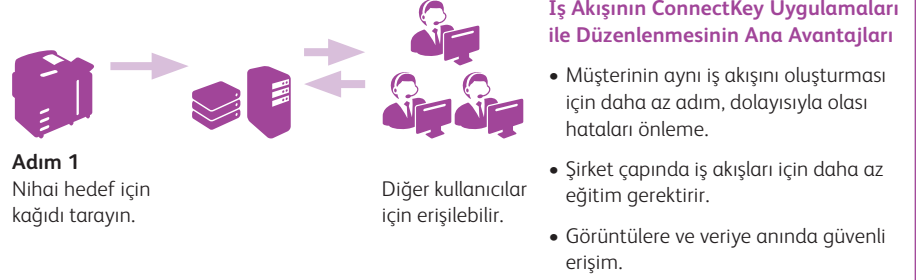 Adım 1
Nihai hedef için
kağıdı tarayın.
Diğer kullanıcılar
için erişilebilir.
İş Akışının ConnectKey Uygulamaları
ile Düzenlenmesinin Ana Avantajları
• Müşterinin aynı iş akışını oluşturması
için daha az adım, dolayısıyla olası
hataları önleme.
• Şirket çapında iş akışları için daha az
eğitim gerektirir.
• Görüntülere ve veriye anında güvenli
erişim.